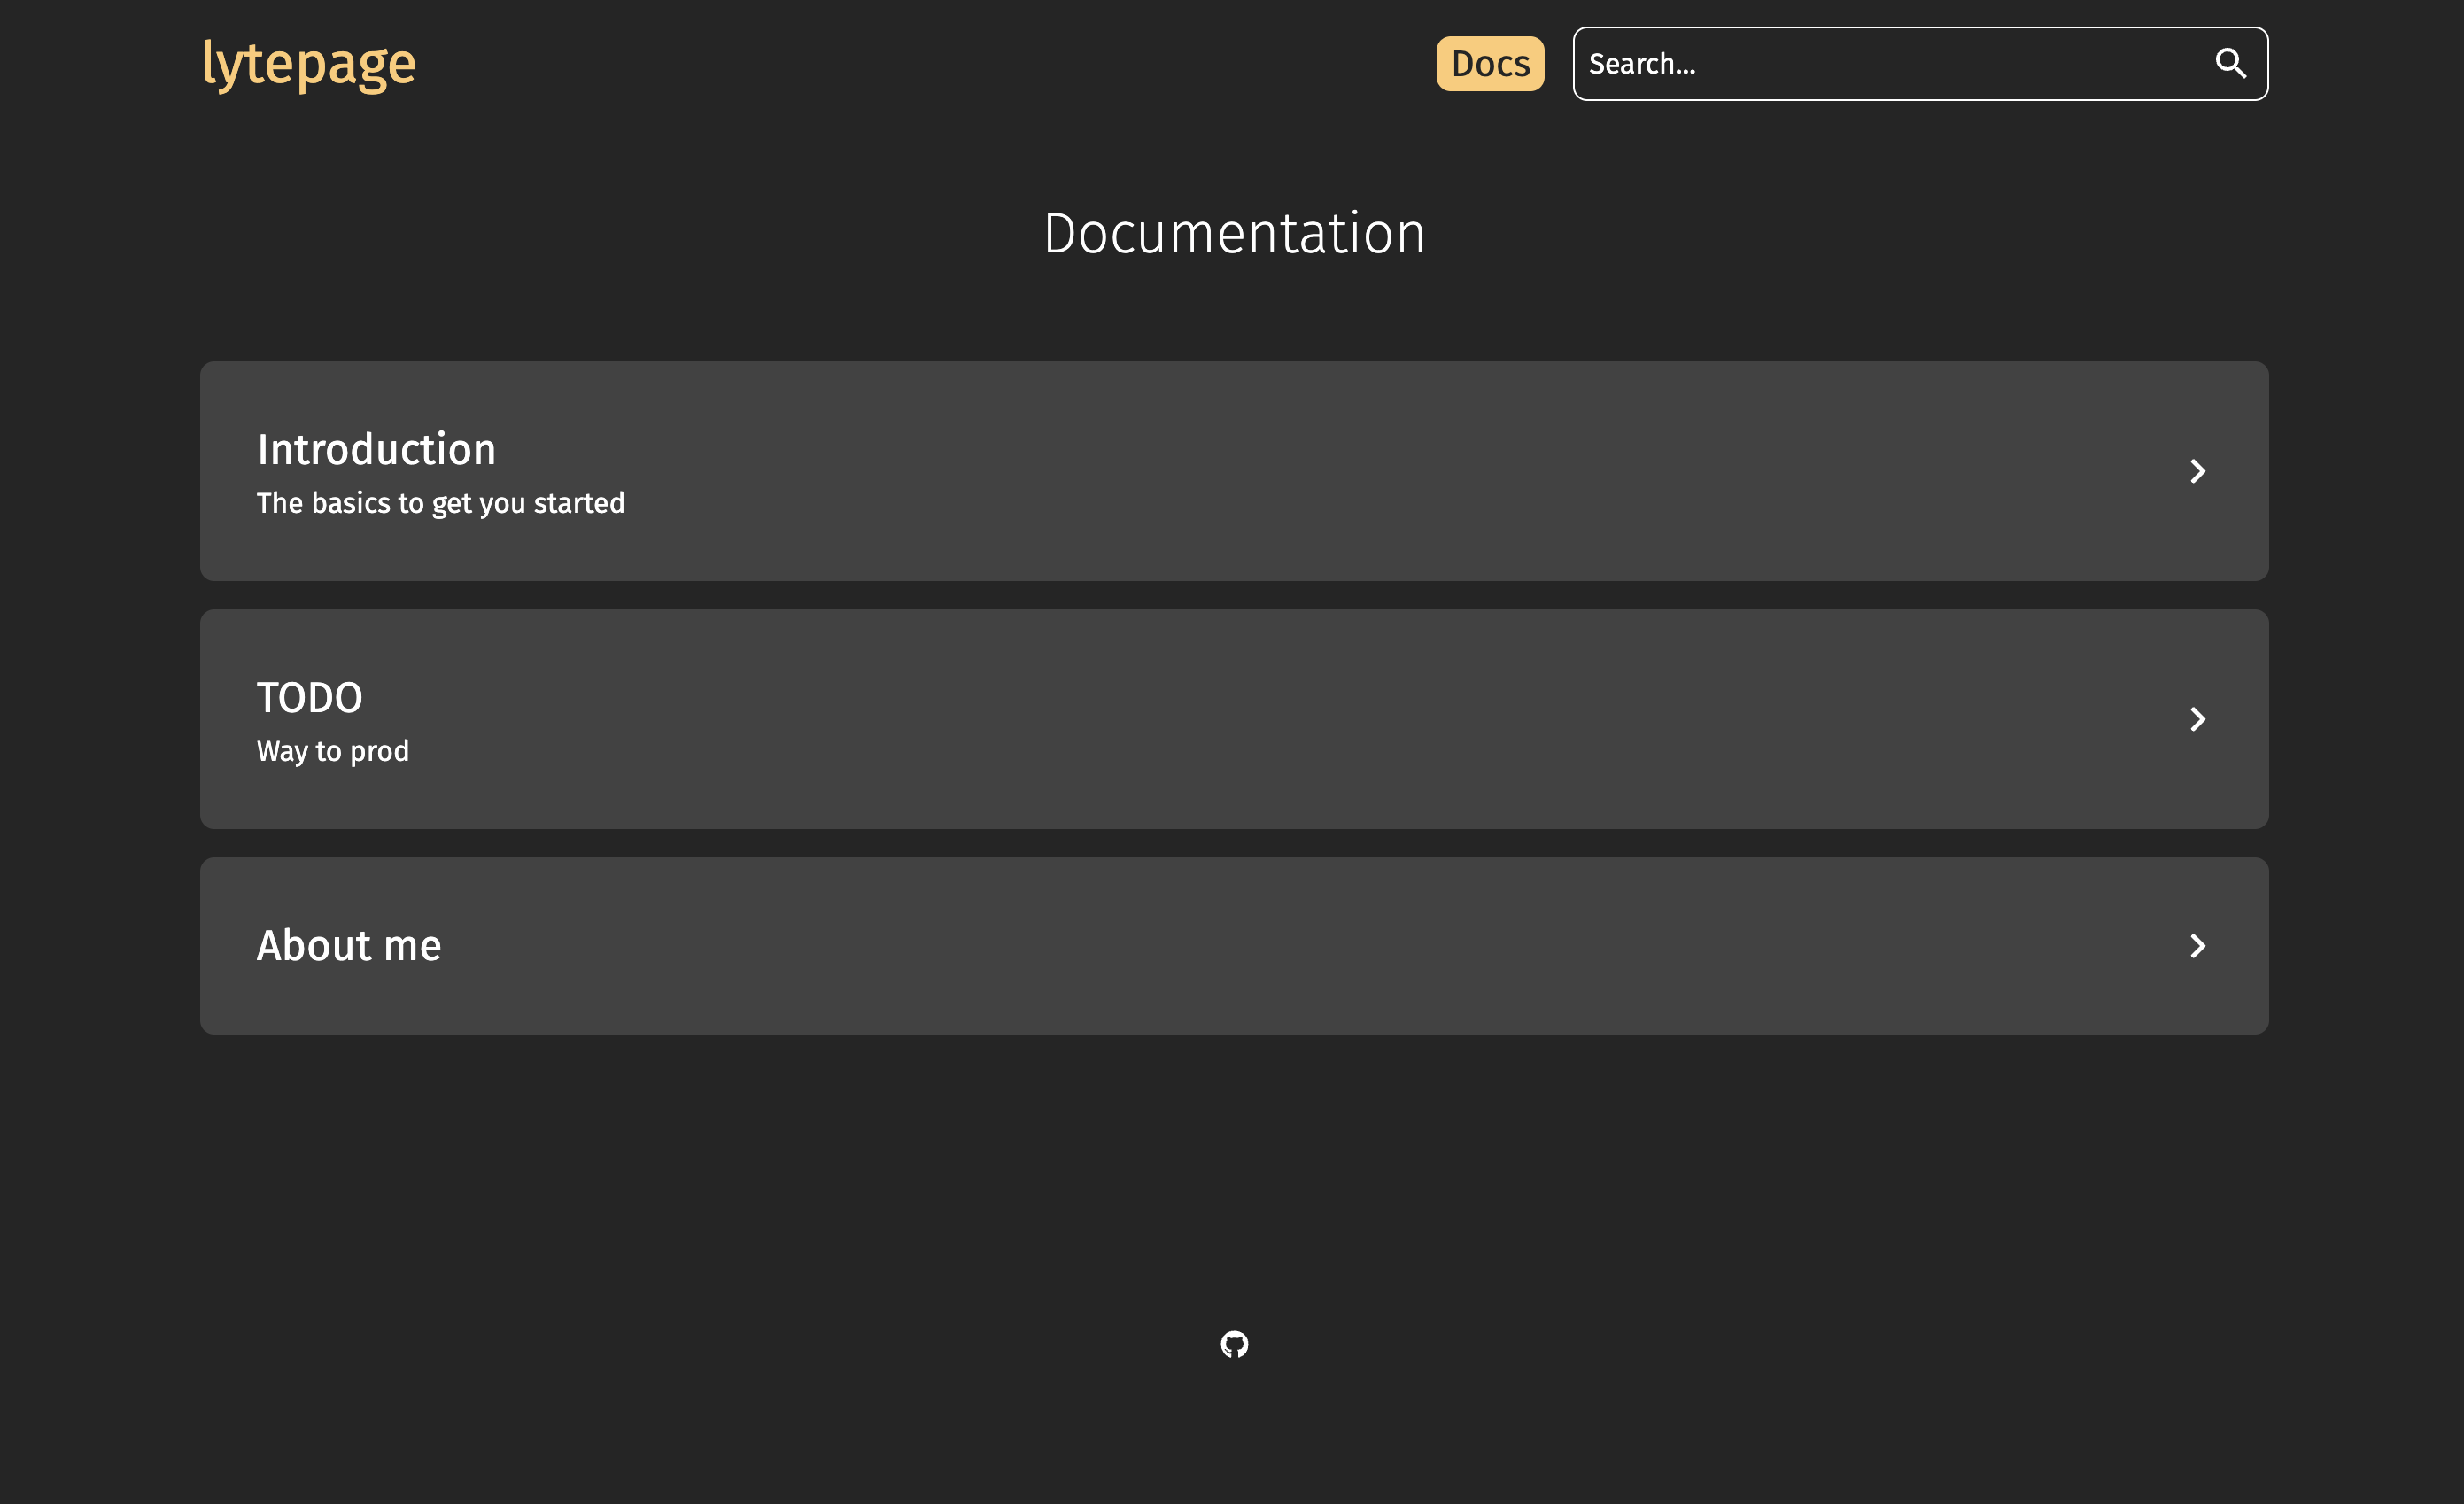 lytepage
Docs
Search...
Documentation
Introduction
The basics to get you started
TODO
Way to prod
About me